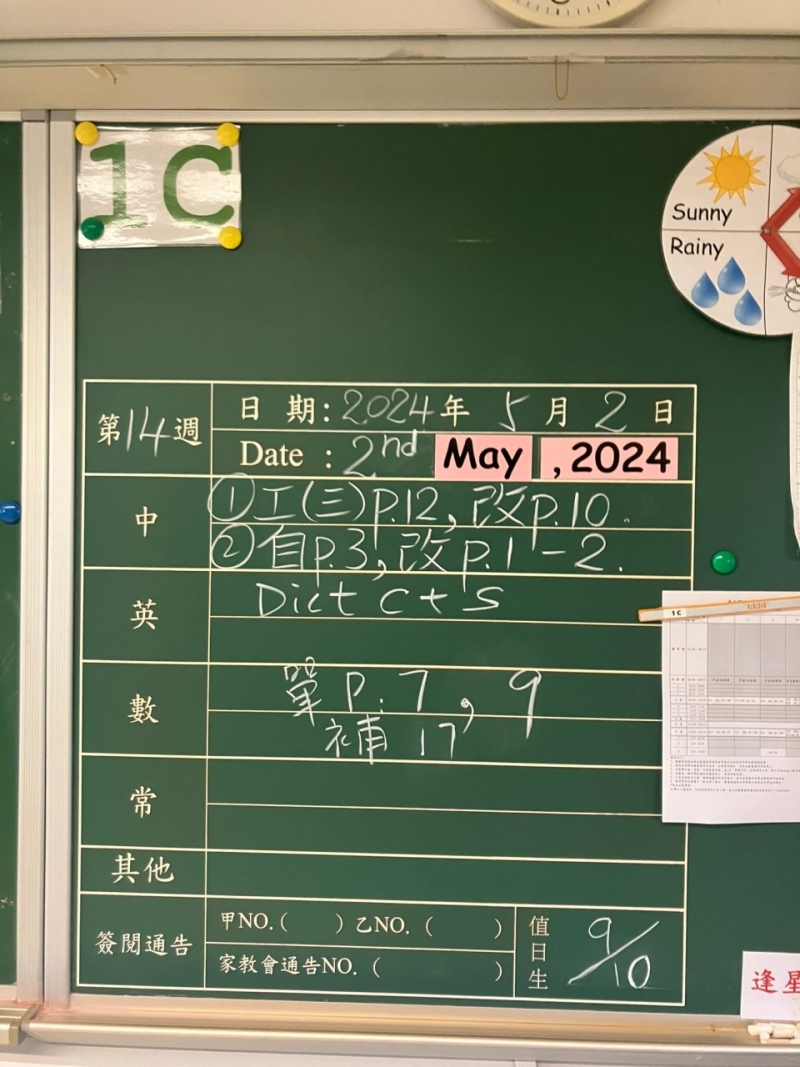 1C
Sunny
Rainy
第14週
日 期: 2024年 5月 2日
Date : 2nd May , 2024
中
①工(三)p.12, 改p.10.
②自p.3, 改p.1-2.
英
Dict C+S
數
單 P.7, 9
補 17
常
其他
簽閱通告
甲NO.( ) 乙NO. ( )
家教會通告NO. ( )
值日生
9/10
1C
逢星